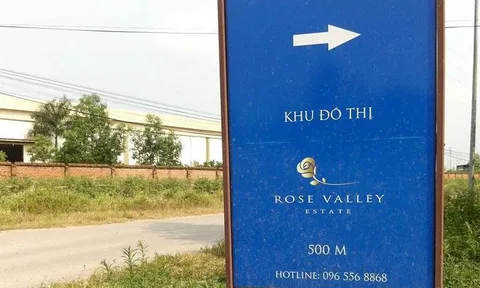 KHU ĐÔ THỊ
ROSE VALLEY
ESTATE
500 M
HOTLINE: 096 556 8868